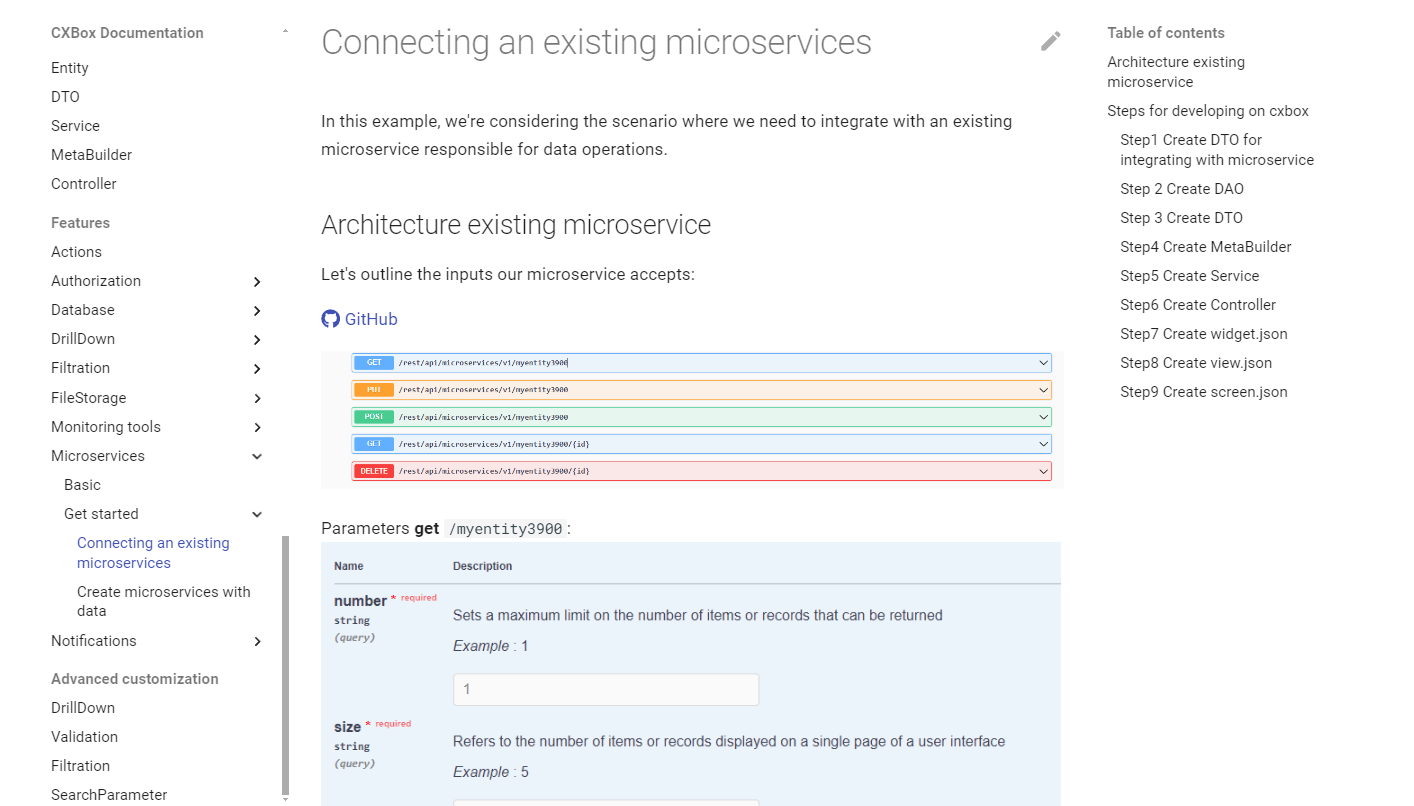 CXBox Documentation
Entity
DTO
Service
MetaBuilder
Controller
Features
Actions
Authorization
Database
DrillDown
Filtration
FileStorage
Monitoring tools
Microservices
Basic
Get started
Connecting an existing
microservices
Create microservices with
data
Notifications
Advanced customization
DrillDown
Validation
Filtration
SearchParameter
Connecting an existing microservices
In this example, we're considering the scenario where we need to integrate with an existing
microservice responsible for data operations.
Architecture existing microservice
Let's outline the inputs our microservice accepts:
GitHub
GET /rest/api/microservices/v1/myentity3900
PUT /rest/api/microservices/v1/myentity3900
POST /rest/api/microservices/v1/myentity3900
GET /rest/api/microservices/v1/myentity3900/{id}
DELETE /rest/api/microservices/v1/myentity3900/{id}
Parameters get /myentity3900 :
Name Description
number * required
string
(query)
Sets a maximum limit on the number of items or records that can be returned
Example : 1
1
size * required
string
(query)
Refers to the number of items or records displayed on a single page of a user interface
Example : 5
Table of contents
Architecture existing
microservice
Steps for developing on cxbox
Step1 Create DTO for
integrating with microservice
Step 2 Create DAO
Step 3 Create DTO
Step4 Create MetaBuilder
Step5 Create Service
Step6 Create Controller
Step7 Create widget.json
Step8 Create view.json
Step9 Create screen.json